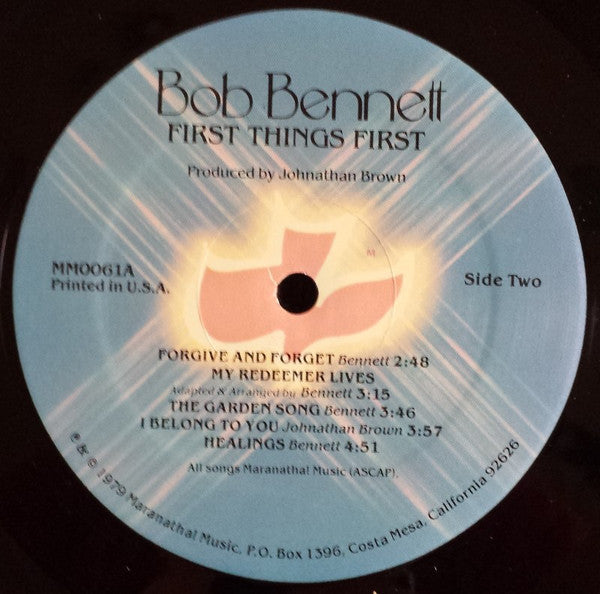 Bob Bennett
FIRST THINGS FIRST
Produced by Johnathan Brown
M
MM0061A
Printed in U.S.A.
Side Two
FORGIVE AND FORGET Bennett 2:48
MY REDEEMER LIVES
Adapted & Arranged by Bennett 3:15
THE GARDEN SONG Bennett 3:46
I BELONG TO YOU Johnathan Brown 3:57
HEALINGS Bennett 4:51
All songs Maranatha! Music (ASCAP).
℗ & © 1979 Maranatha! Music, P.O. Box 1396, Costa Mesa, California 92626